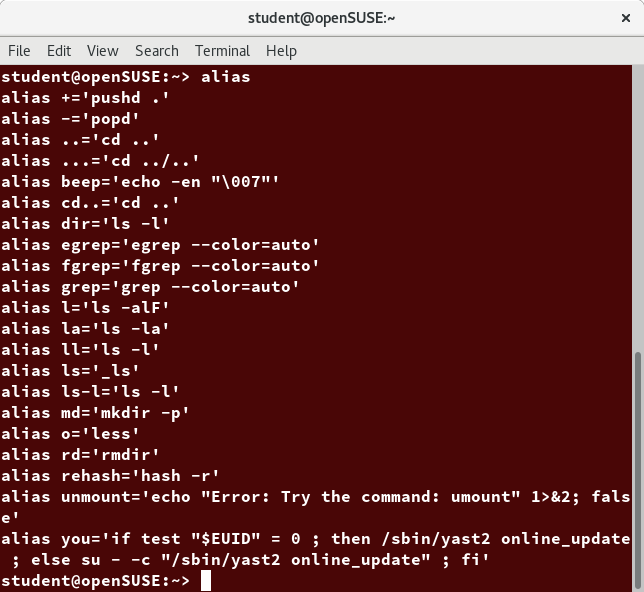 student@openSUSE:~
×
File Edit View Search Terminal Help
student@openSUSE:~> alias
alias +='pushd .'
alias -='popd'
alias ..='cd ..'
alias ...='cd ../..'
alias beep='echo -en "\007"'
alias cd..='cd ..'
alias dir='ls -l'
alias egrep='egrep --color=auto'
alias fgrep='fgrep --color=auto'
alias grep='grep --color=auto'
alias l='ls -alF'
alias la='ls -la'
alias ll='ls -l'
alias ls='_ls'
alias ls-l='ls -l'
alias md='mkdir -p'
alias o='less'
alias rd='rmdir'
alias rehash='hash -r'
alias unmount='echo "Error: Try the command: umount" 1>&2; fals
e'
alias you='if test "$EUID" = 0 ; then /sbin/yast2 online_update
 ; else su - -c "/sbin/yast2 online_update" ; fi'
student@openSUSE:~>